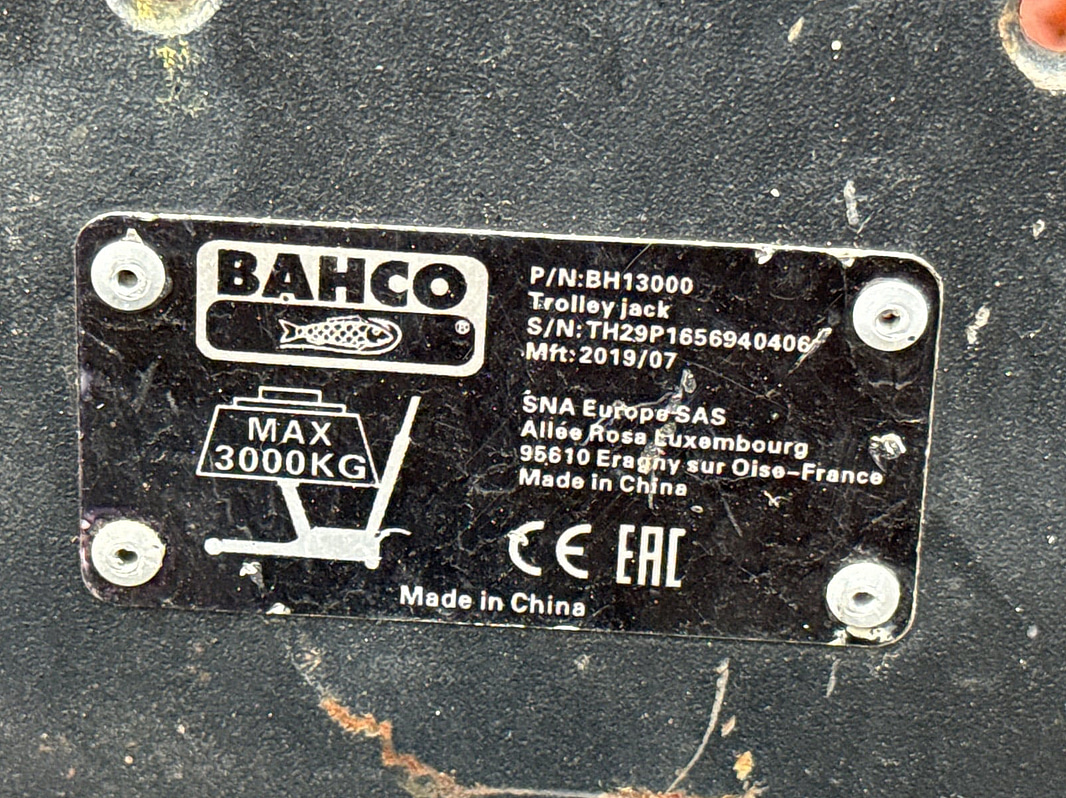 BAHCO
®
P/N:BH13000
Trolley jack
S/N: TH29P1656940406
Mft: 2019/07
MAX
3000KG
SNA Europe SAS
Allée Rosa Luxembourg
95610 Eragny sur Oise-France
Made in China
CE EAC
Made in China